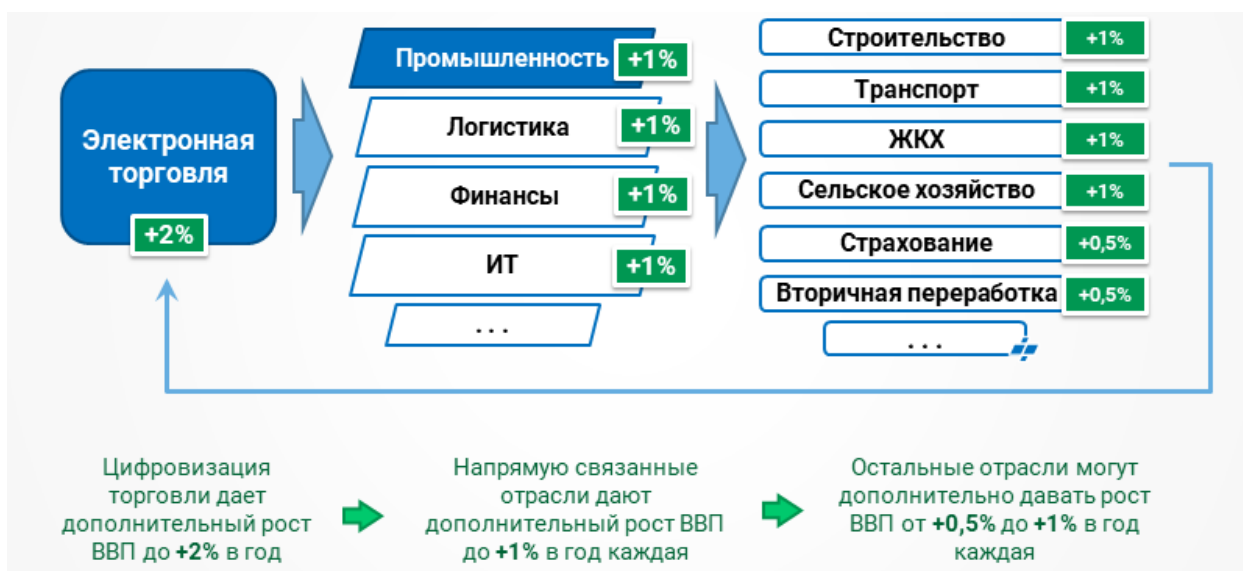 Электронная
торговля
+2%
Промышленность +1%
Логистика +1%
Финансы +1%
ИТ +1%
...
Строительство +1%
Транспорт +1%
ЖКХ +1%
Сельское хозяйство +1%
Страхование +0,5%
Вторичная переработка +0,5%
...
Цифровизация
торговли дает
дополнительный рост
ВВП до +2% в год
Напрямую связанные
отрасли дают
дополнительный рост ВВП
до +1% в год каждая
Остальные отрасли могут
дополнительно давать рост
ВВП от +0,5% до +1% в год
каждая